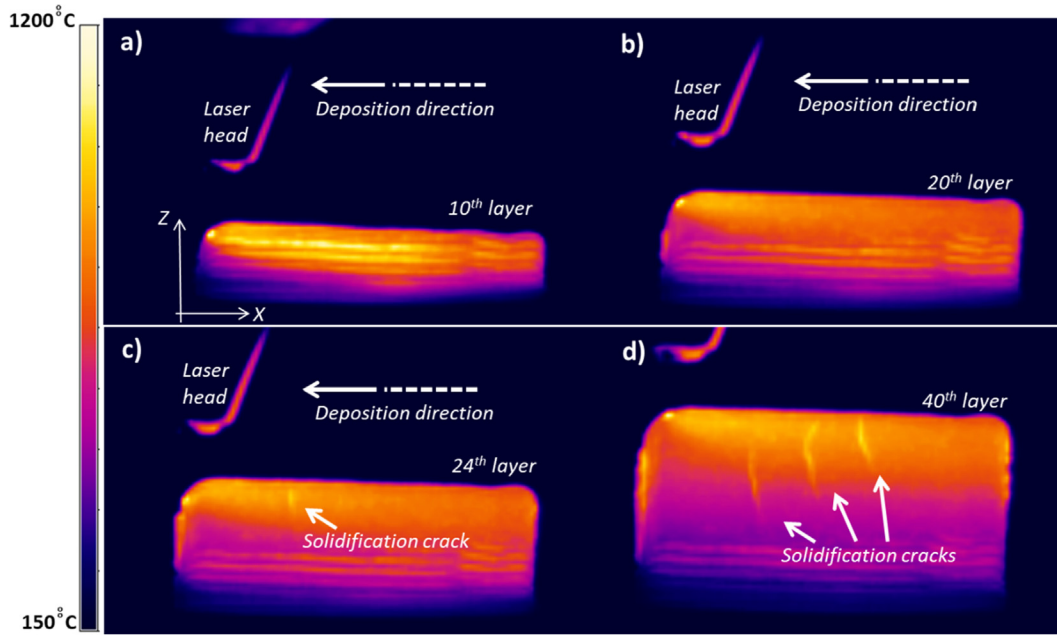 1200°C
150°C
a)
Laser
head
Deposition direction
10th layer
Z
X
b)
Laser
head
Deposition direction
20th layer
c)
Laser
head
Deposition direction
24th layer
Solidification crack
d)
40th layer
Solidification cracks